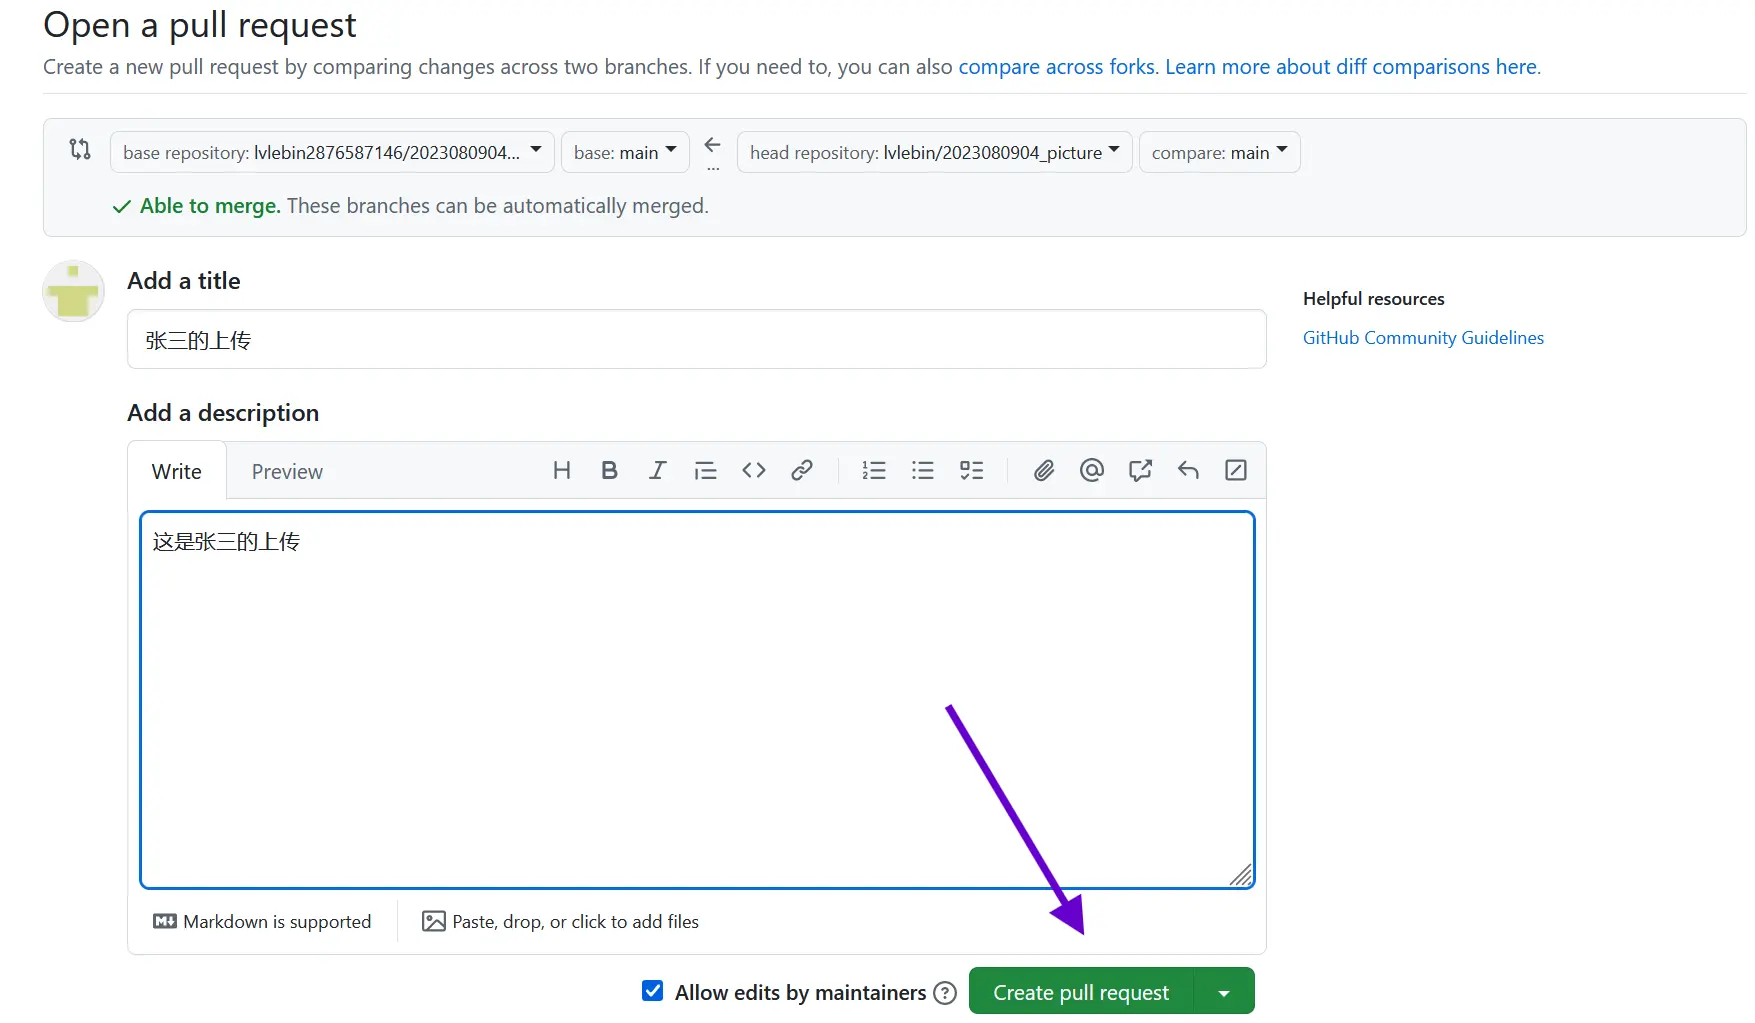 Open a pull request
Create a new pull request by comparing changes across two branches. If you need to, you can also compare across forks. Learn more about diff comparisons here.
base repository: lvlebin2876587146/2023080904... base: main ... head repository: lvlebin/2023080904_picture compare: main
Able to merge. These branches can be automatically merged.
Add a title
张三的上传
Helpful resources
GitHub Community Guidelines
Add a description
Write Preview
这是张三的上传
Markdown is supported Paste, drop, or click to add files
Allow edits by maintainers Create pull request